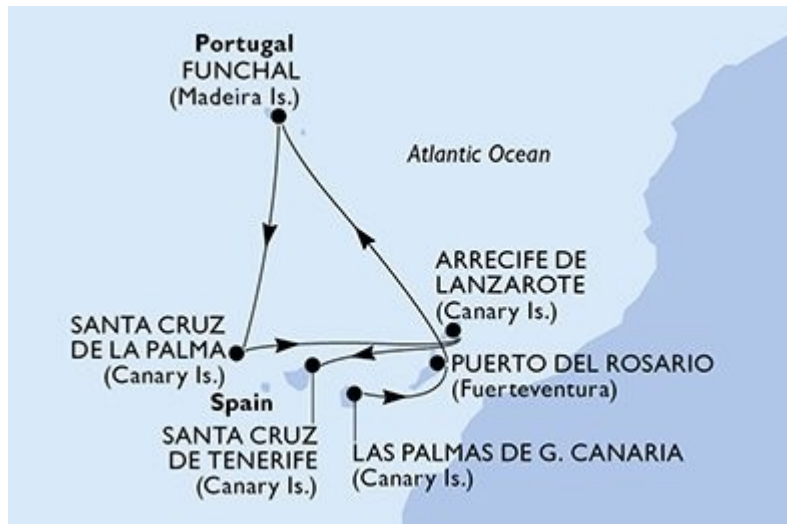 Portugal
FUNCHAL
(Madeira Is.)
Atlantic Ocean
ARRECIFE DE
LANZAROTE
(Canary Is.)
SANTA CRUZ
DE LA PALMA
(Canary Is.)
PUERTO DEL ROSARIO
(Fuerteventura)
Spain
SANTA CRUZ
DE TENERIFE
(Canary Is.)
LAS PALMAS DE G. CANARIA
(Canary Is.)